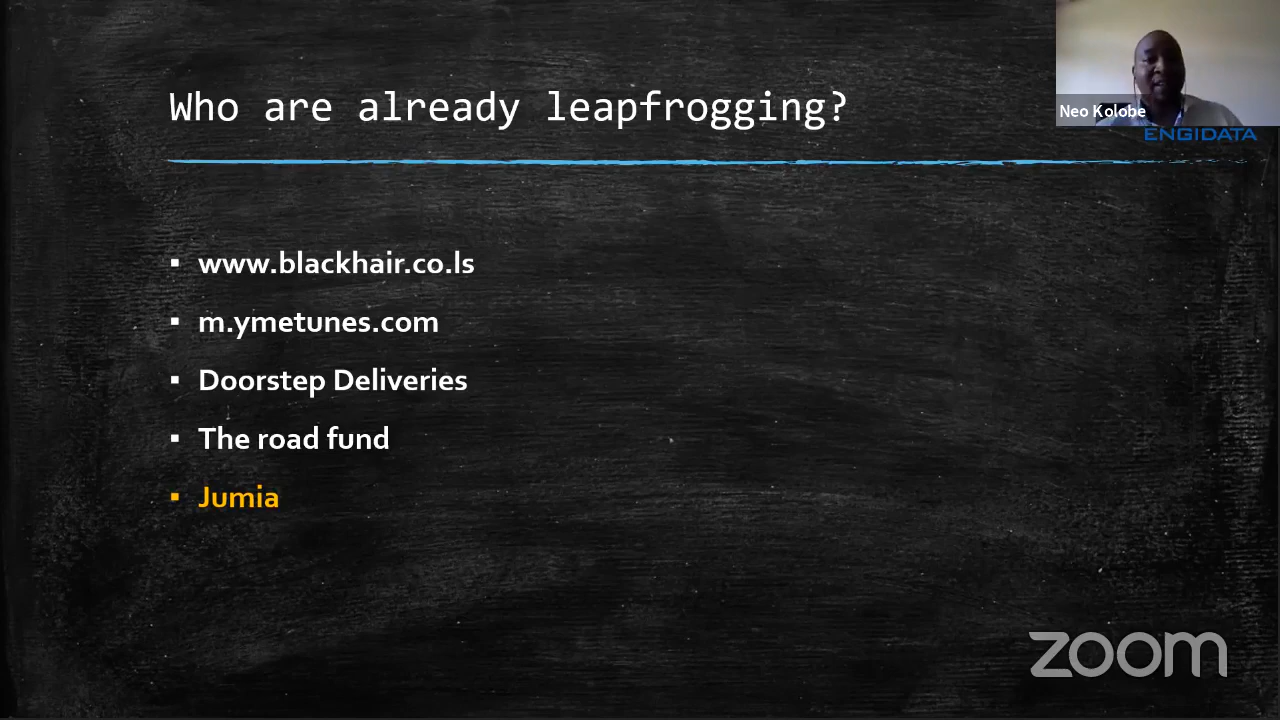 Who are already leapfrogging?
Neo Kolobe
ENGIDATA
▪ www.blackhair.co.ls
▪ m.ymetunes.com
▪ Doorstep Deliveries
▪ The road fund
▪ Jumia
zoom